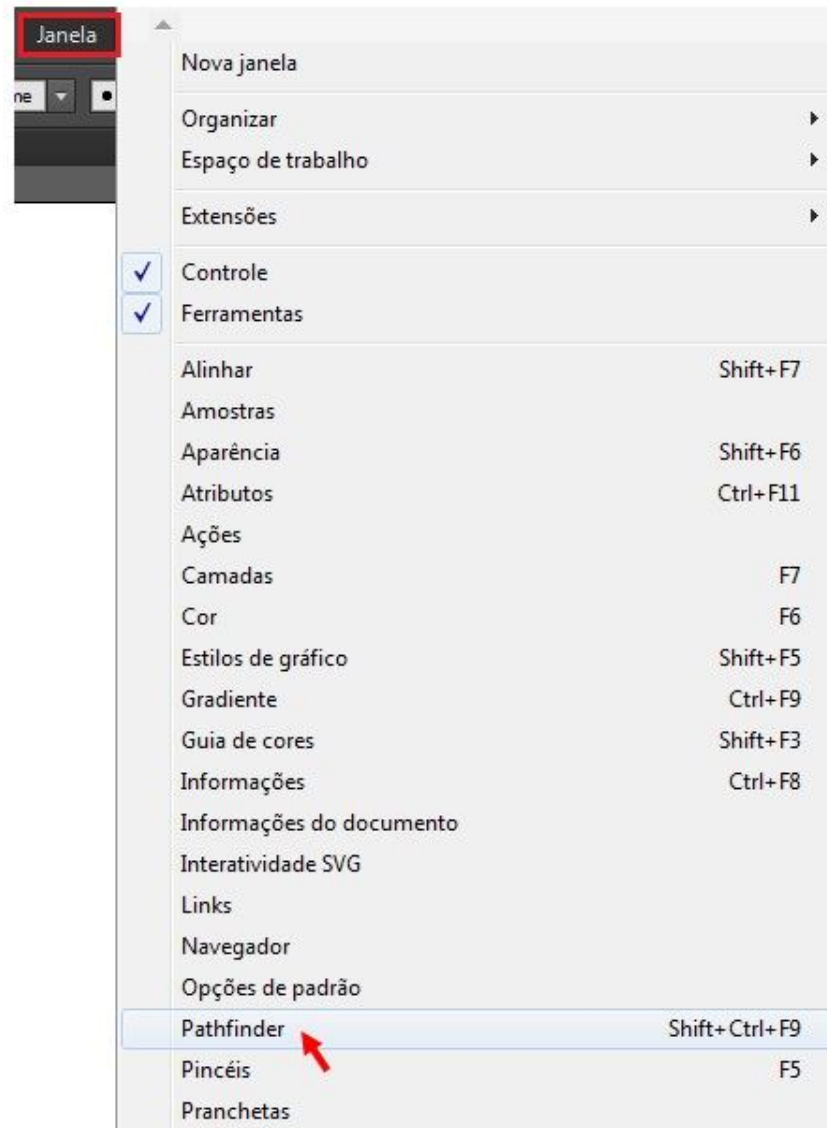 Janela
ne
Nova janela
Organizar
Espaço de trabalho
Extensões
Controle
Ferramentas
Alinhar Shift+F7
Amostras
Aparência Shift+F6
Atributos Ctrl+F11
Ações
Camadas F7
Cor F6
Estilos de gráfico Shift+F5
Gradiente Ctrl+F9
Guia de cores Shift+F3
Informações Ctrl+F8
Informações do documento
Interatividade SVG
Links
Navegador
Opções de padrão
Pathfinder Shift+Ctrl+F9
Pincéis F5
Pranchetas